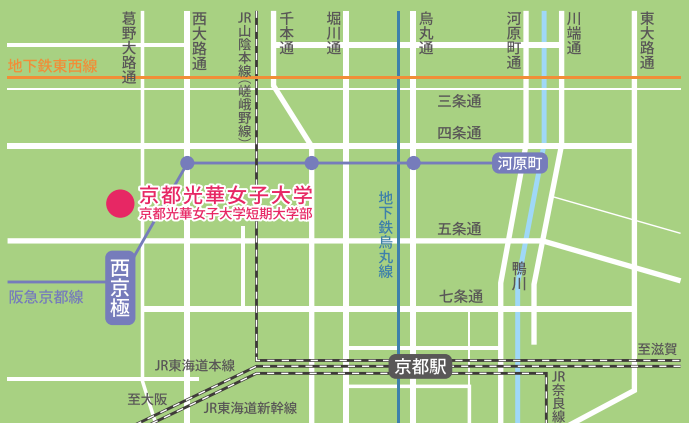 葛野大路通
西大路通
JR山陰本線(嵯峨野線)
千本通
堀川通
烏丸通
河原町通
川端通
東大路通
地下鉄東西線
三条通
四条通
河原町
京都光華女子大学
京都光華女子大学短期大学部
地下鉄烏丸線
五条通
西京極
鴨川
阪急京都線
七条通
至滋賀
JR東海道本線
京都駅
JR奈良線
至大阪
JR東海道新幹線